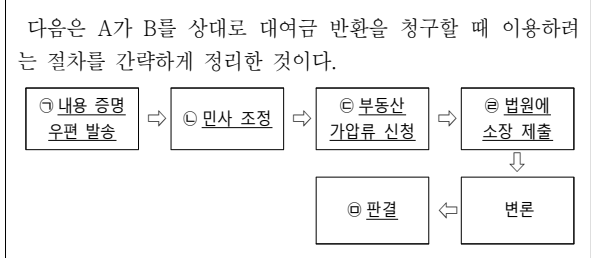 다음은 A가 B를 상대로 대여금 반환을 청구할 때 이용하려
는 절차를 간략하게 정리한 것이다.
㉠ 내용 증명
우편 발송
⇨
㉡ 민사 조정
⇨
㉢ 부동산
가압류 신청
⇨
㉣ 법원에
소장 제출
⇩
변론
⇦
㉤ 판결